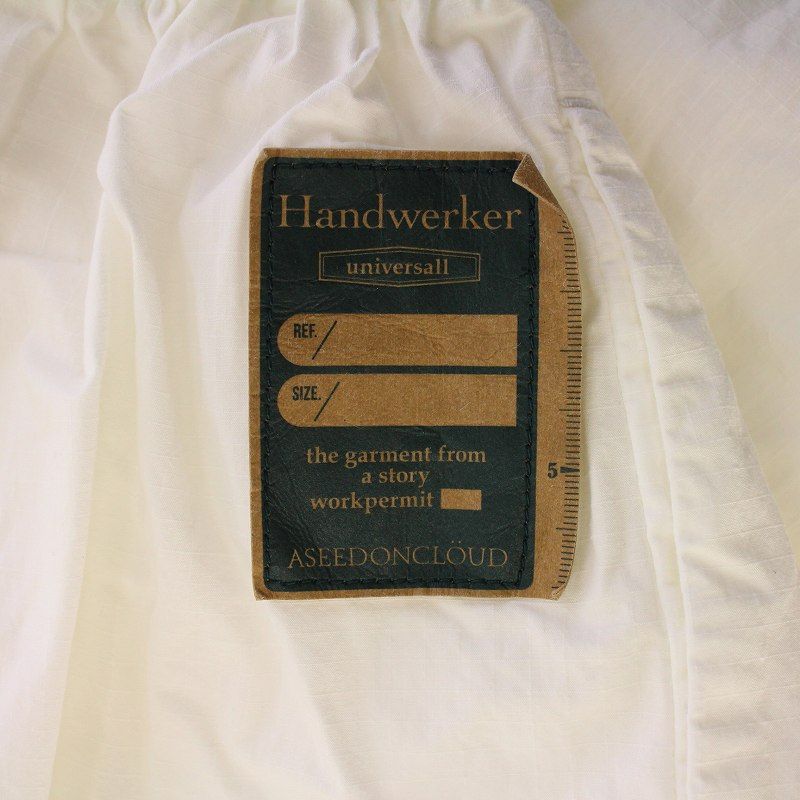 Handwerker
universall
REF./
SIZE./
the garment from
a story
workpermit
ASEEDONCLÖUD
5